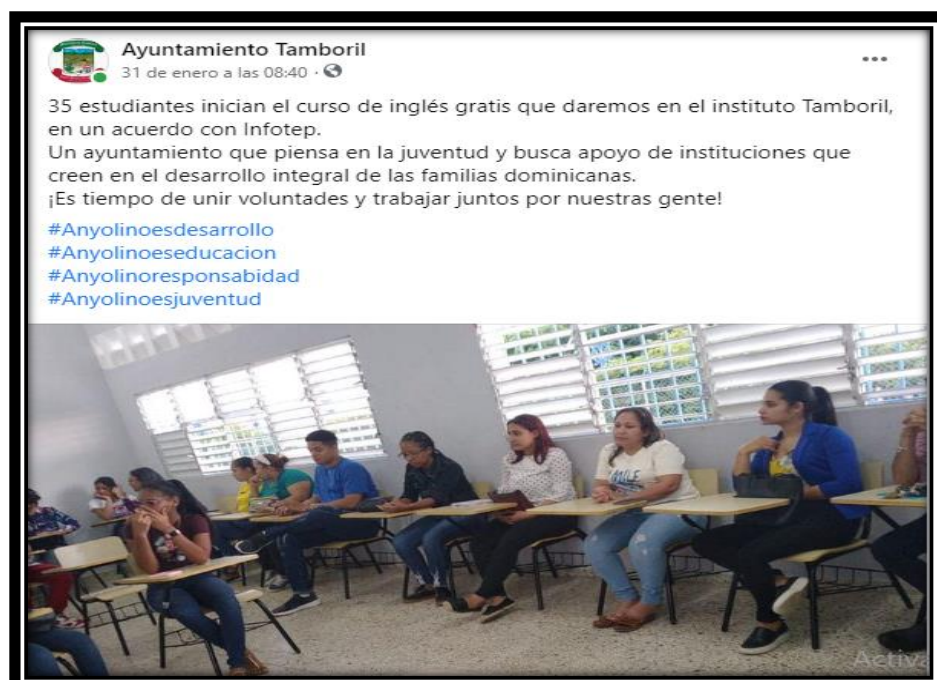 Ayuntamiento Tamboril
31 de enero a las 08:40 ·
35 estudiantes inician el curso de inglés gratis que daremos en el instituto Tamboril,
en un acuerdo con Infotep.
Un ayuntamiento que piensa en la juventud y busca apoyo de instituciones que
creen en el desarrollo integral de las familias dominicanas.
¡Es tiempo de unir voluntades y trabajar juntos por nuestras gente!
#Anyolinoesdesarrollo
#Anyolinoeseducacion
#Anyolinoresponsabidad
#Anyolinoesjuventud
Activa